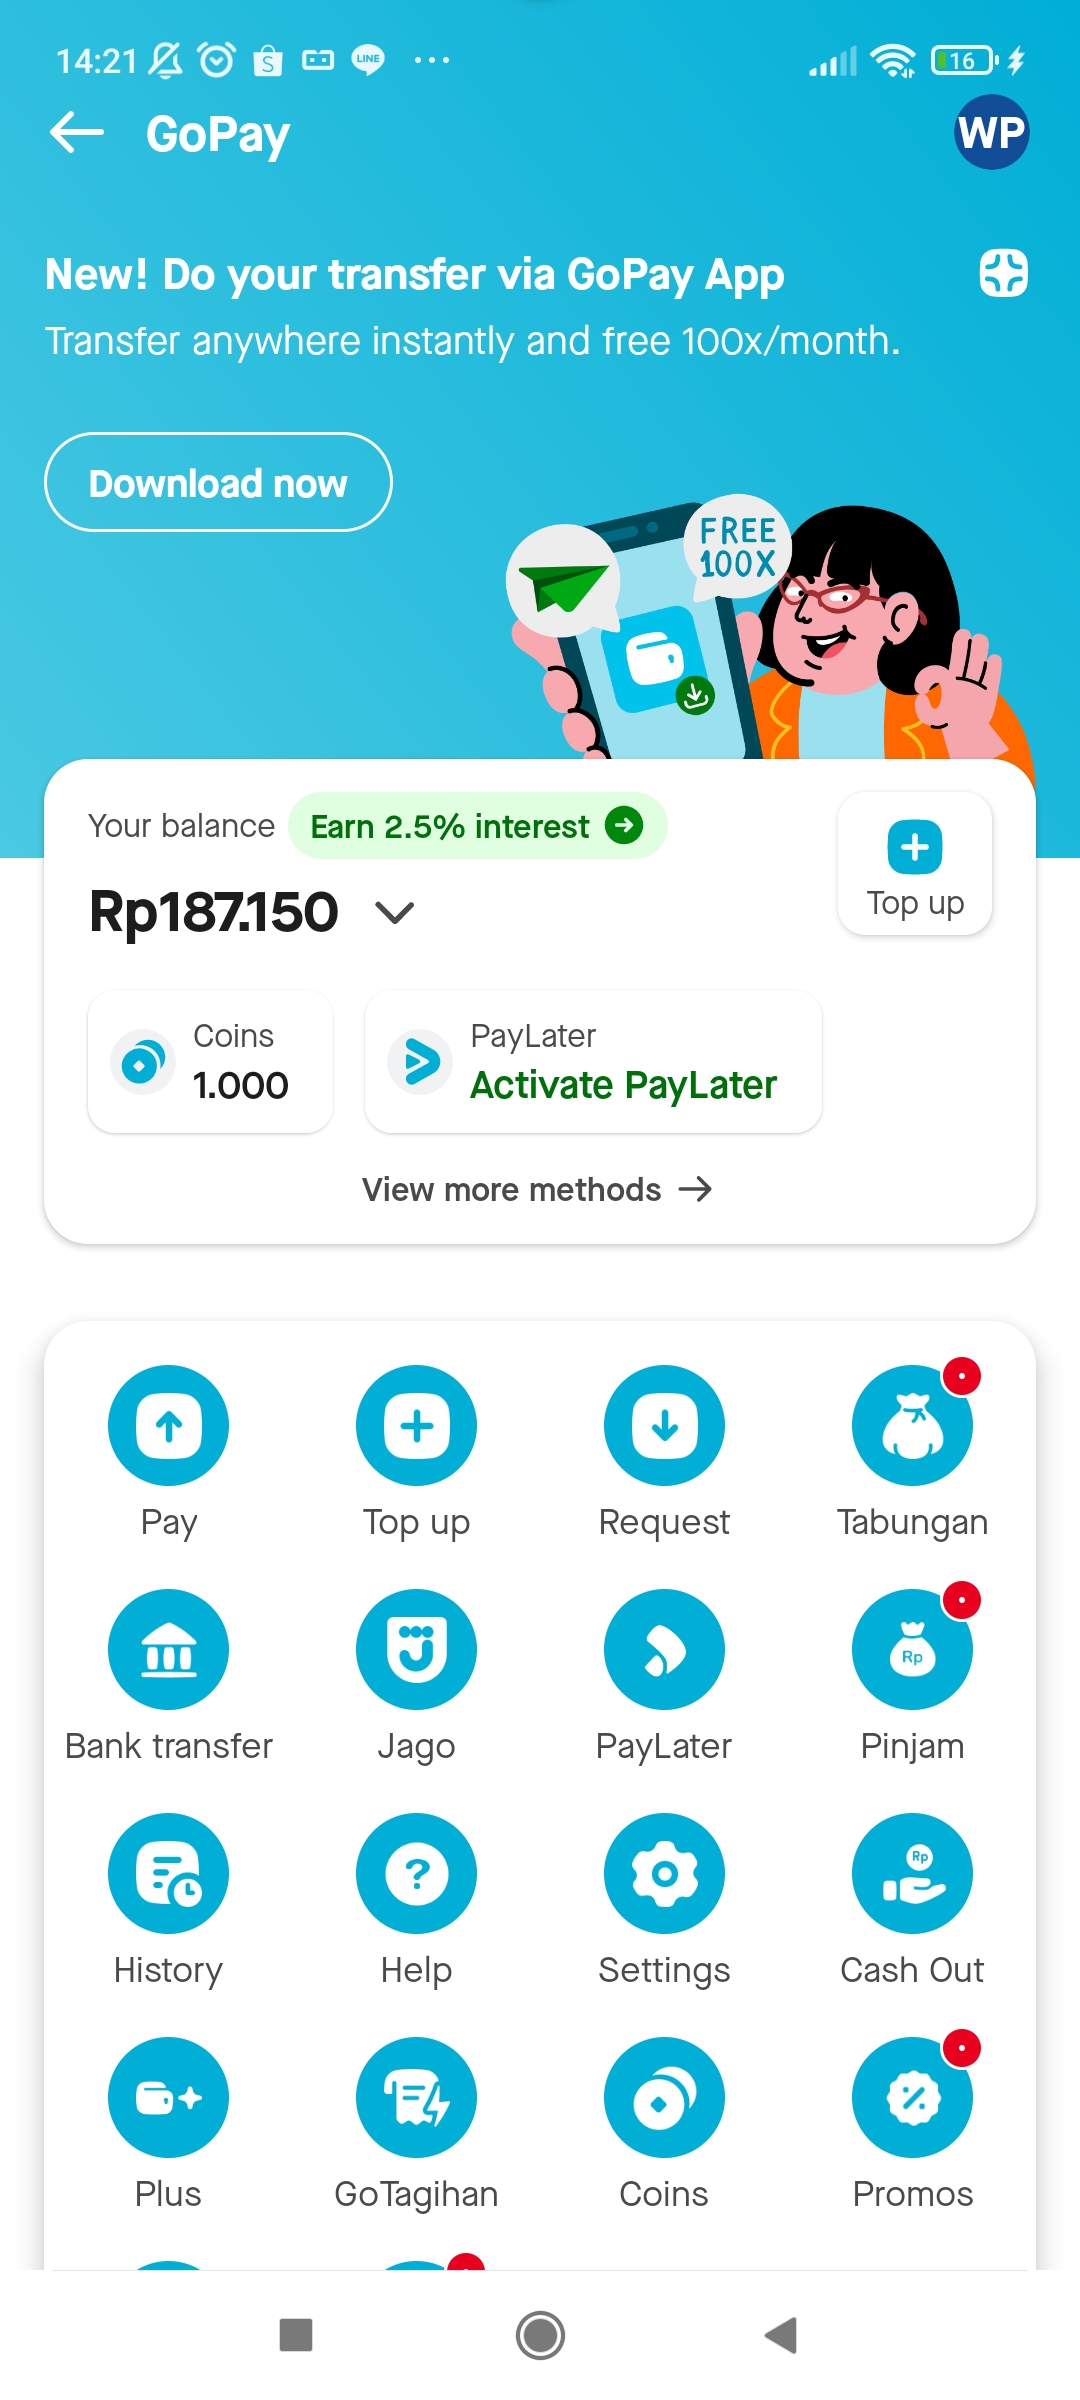 14:21
S
LINE
16
GoPay
WP
New! Do your transfer via GoPay App
Transfer anywhere instantly and free 100x/month.
Download now
FREE
100X
Your balance
Earn 2.5% interest
Rp187.150
Top up
Coins
1.000
PayLater
Activate PayLater
View more methods
Pay
Top up
Request
Tabungan
Rp
Bank transfer
Jago
PayLater
Pinjam
?
Rp
History
Help
Settings
Cash Out
%
Plus
GoTagihan
Coins
Promos